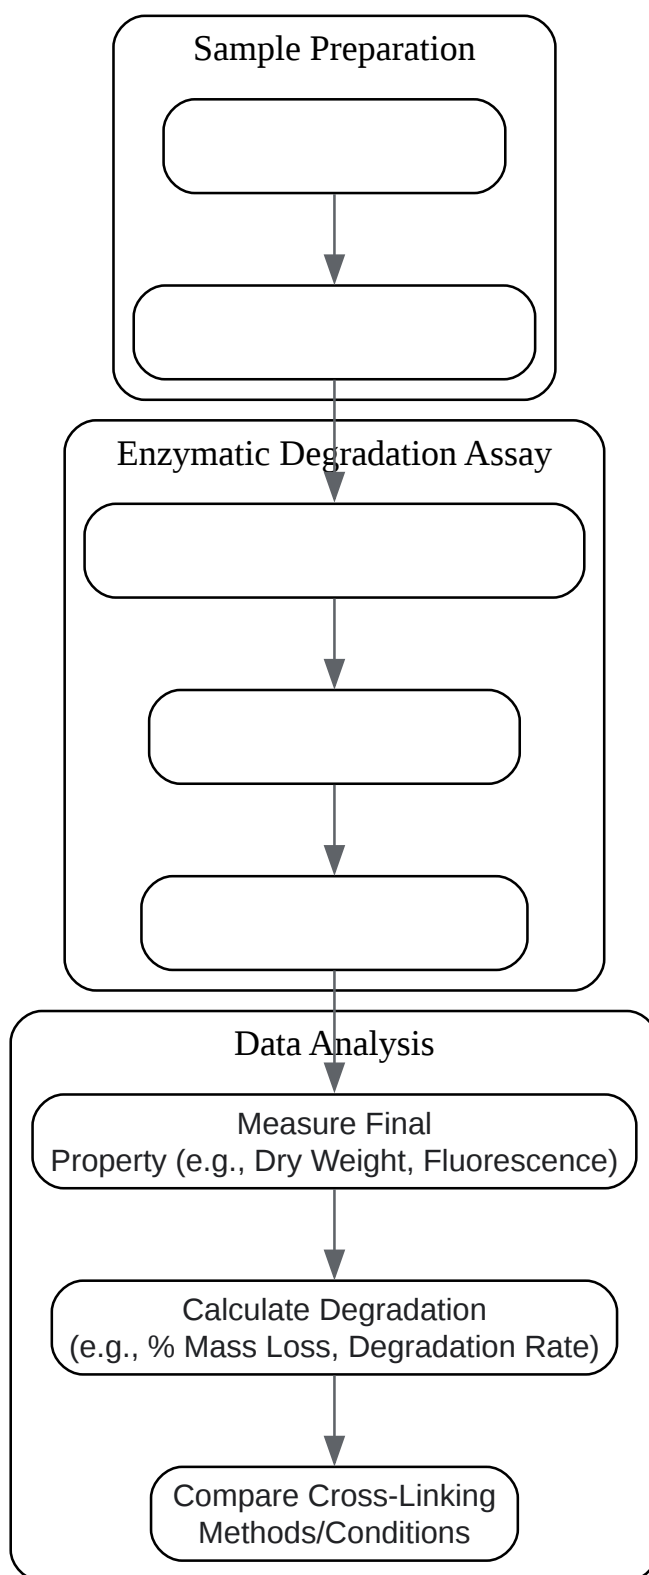 Sample Preparation
Enzymatic Degradation Assay
Data Analysis
Measure Final
Property (e.g., Dry Weight, Fluorescence)
Calculate Degradation
(e.g., % Mass Loss, Degradation Rate)
Compare Cross-Linking
Methods/Conditions